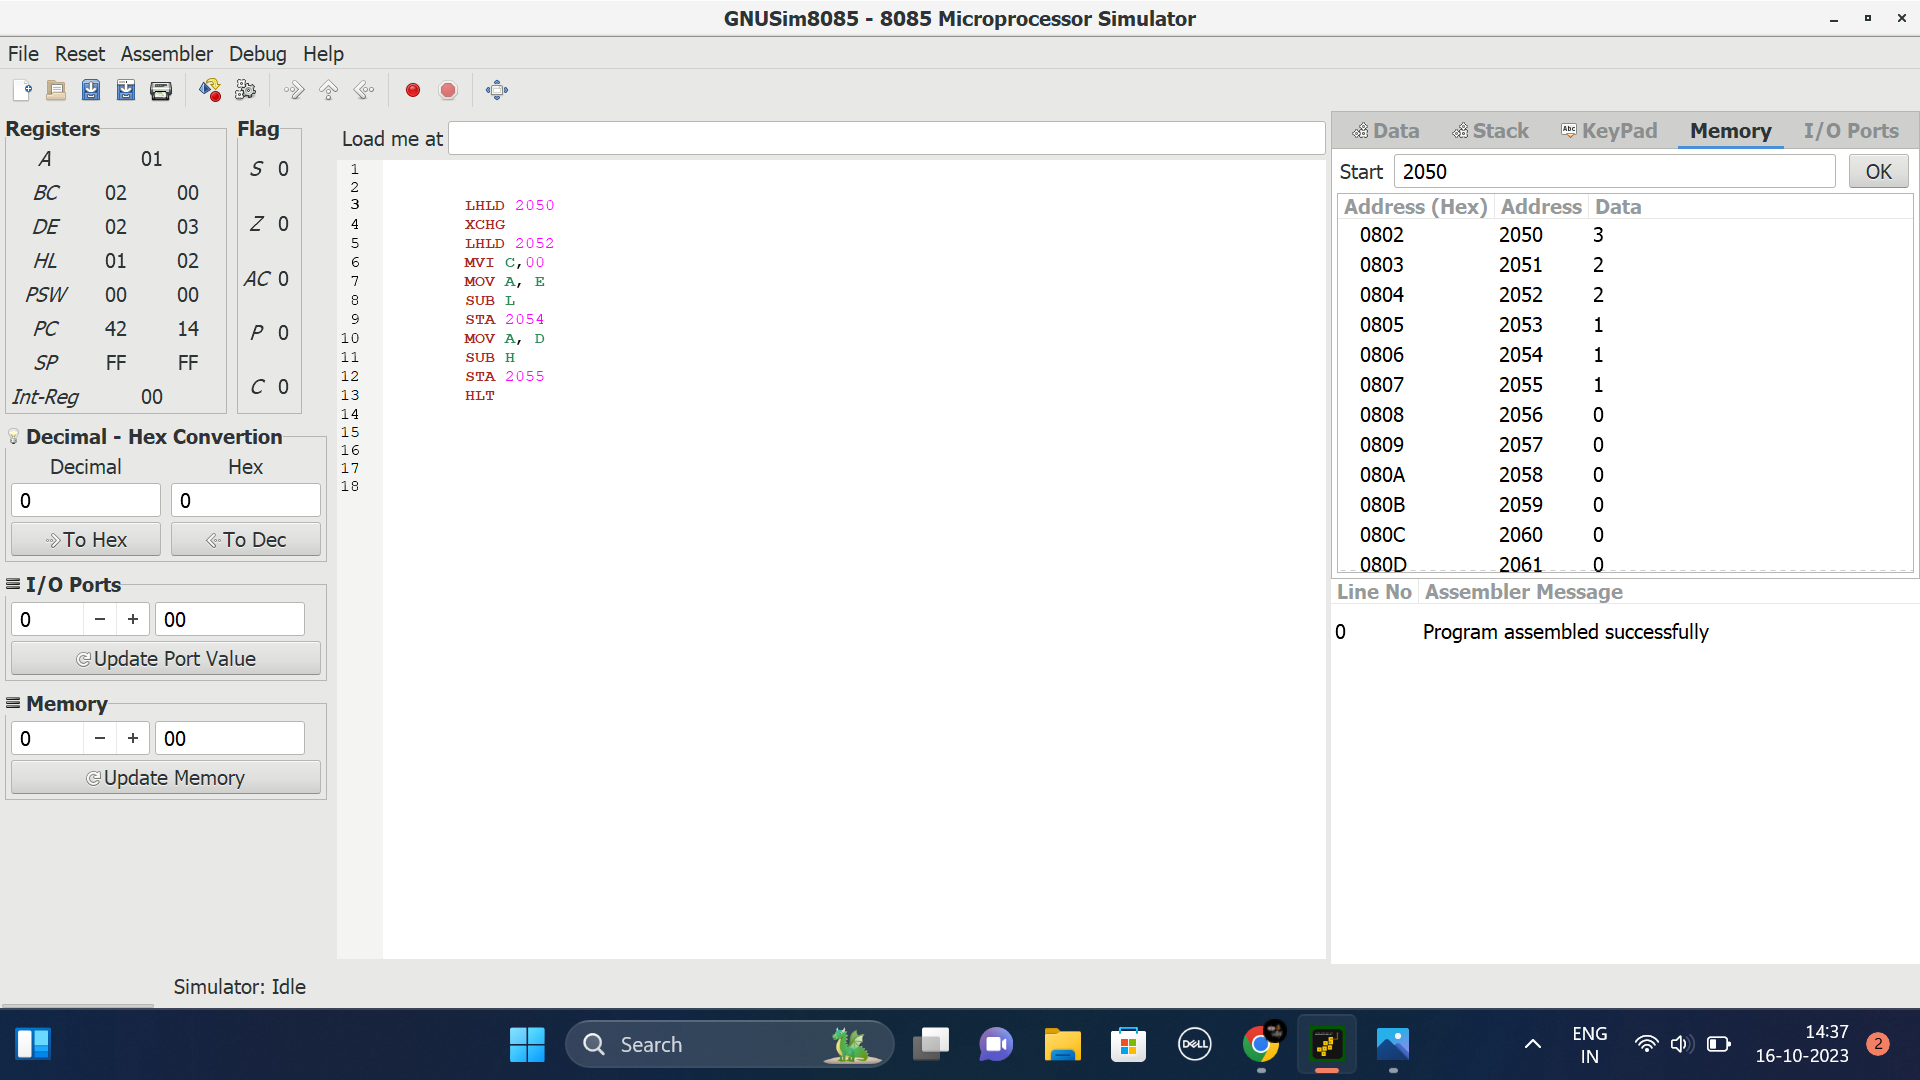 GNUSim8085 - 8085 Microprocessor Simulator
File Reset Assembler Debug Help
Registers
A 01
BC 02 00
DE 02 03
HL 01 02
PSW 00 00
PC 42 14
SP FF FF
Int-Reg 00
Flag
S 0
Z 0
AC 0
P 0
C 0
Decimal - Hex Convertion
Decimal Hex
0 0
To Hex To Dec
I/O Ports
0 − + 00
Update Port Value
Memory
0 − + 00
Update Memory
Simulator: Idle
Load me at
1
2
3 LHLD 2050
4 XCHG
5 LHLD 2052
6 MVI C,00
7 MOV A, E
8 SUB L
9 STA 2054
10 MOV A, D
11 SUB H
12 STA 2055
13 HLT
14
15
16
17
18
Data Stack Abc KeyPad Memory I/O Ports
Start 2050 OK
Address (Hex) Address Data
0802 2050 3
0803 2051 2
0804 2052 2
0805 2053 1
0806 2054 1
0807 2055 1
0808 2056 0
0809 2057 0
080A 2058 0
080B 2059 0
080C 2060 0
080D 2061 0
Line No Assembler Message
0 Program assembled successfully
Search
DELL
ENG
IN
14:37
16-10-2023
2